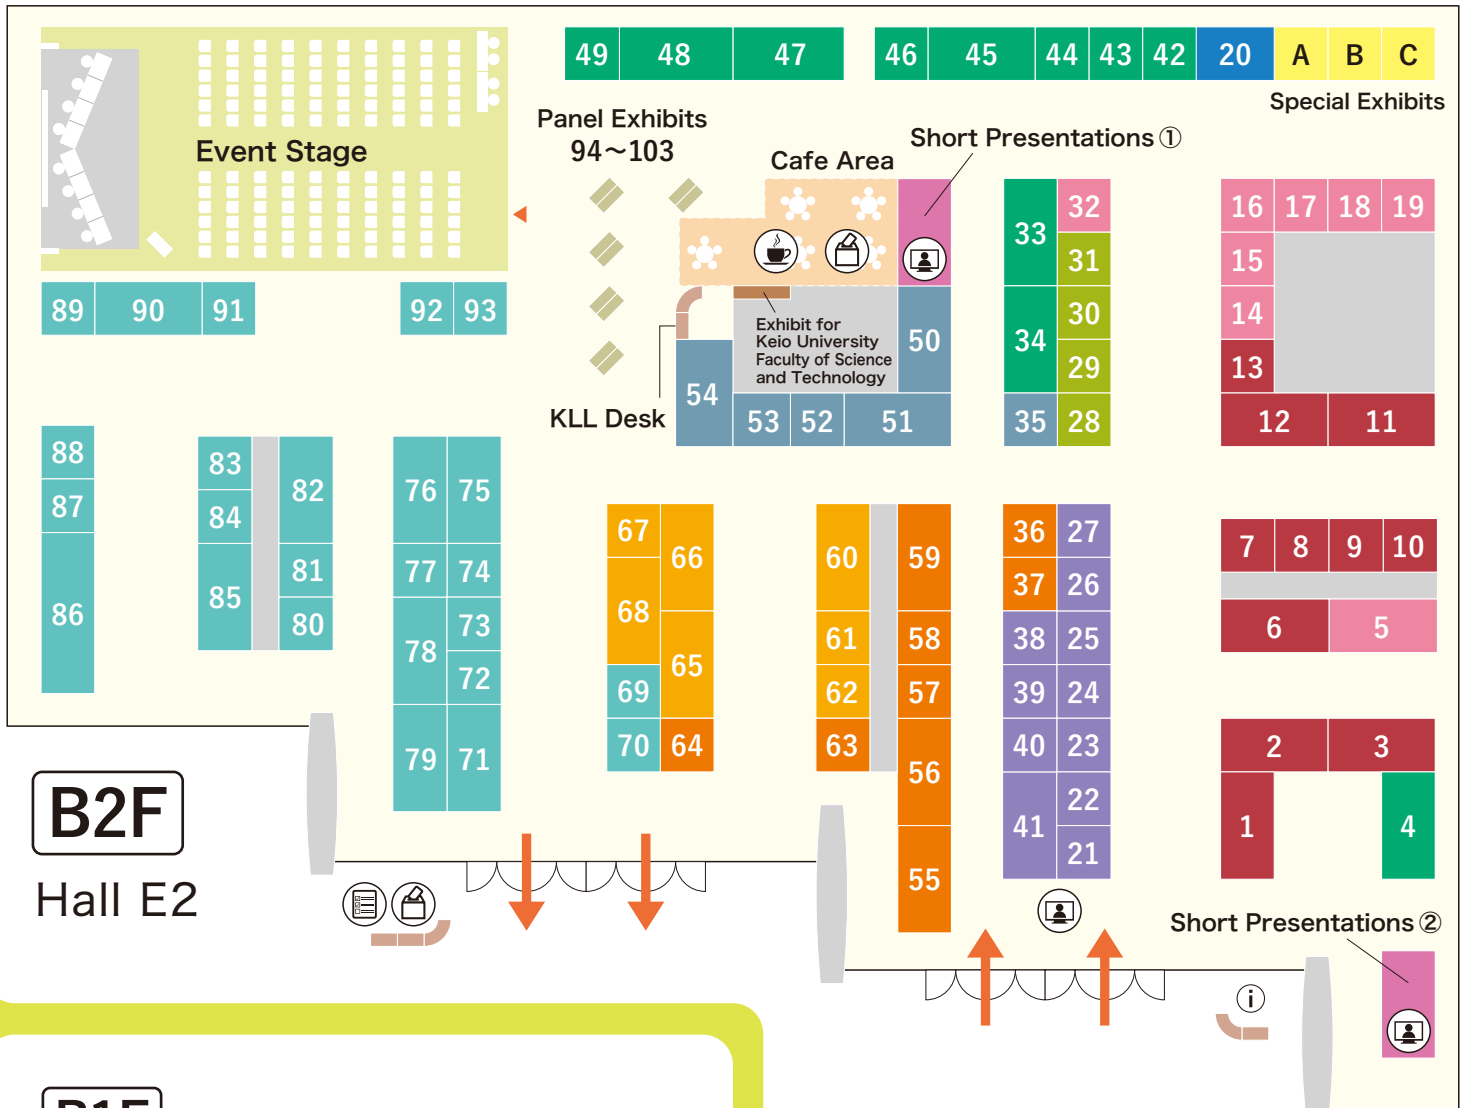 49 48 47 46 45 44 43 42 20 A B C
Special Exhibits
Panel Exhibits
94～103
Short Presentations ①
Cafe Area
Event Stage
32 16 17 18 19
33
31 15
30 14
34
29 13
50
35 28 12 11
89 90 91 92 93
Exhibit for
Keio University
Faculty of Science
and Technology
54
53 52 51
KLL Desk
88
87
86
83
84
85
82
81
80
76 75
77 74
73
78
72
79 71
67
66
68
65
69
70 64
60 59
61 58
62 57
63
56
55
36 27
37 26
38 25
39 24
40 23
22
41
21
7 8 9 10
6 5
2 3
1 4
B2F
Hall E2
Short Presentations ②
i
B1F